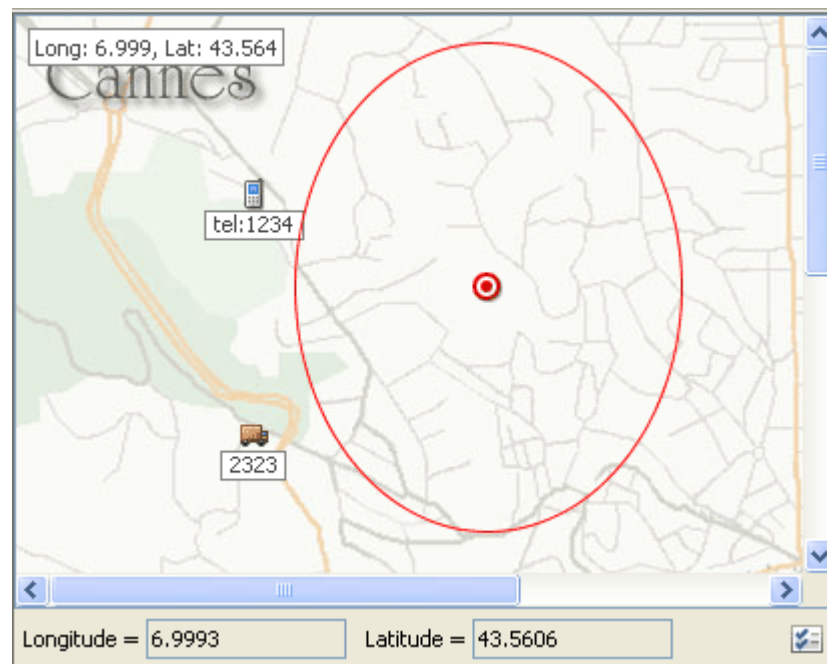 Long: 6.999, Lat: 43.564
Cannes
tel:1234
2323
Longitude = 6.9993 Latitude = 43.5606